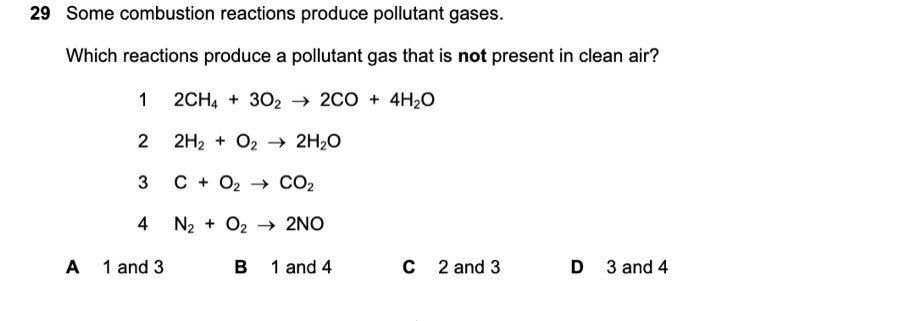 29 Some combustion reactions produce pollutant gases.
Which reactions produce a pollutant gas that is not present in clean air?
1 2CH₄ + 3O₂ → 2CO + 4H₂O
2 2H₂ + O₂ → 2H₂O
3 C + O₂ → CO₂
4 N₂ + O₂ → 2NO
A 1 and 3 B 1 and 4 C 2 and 3 D 3 and 4